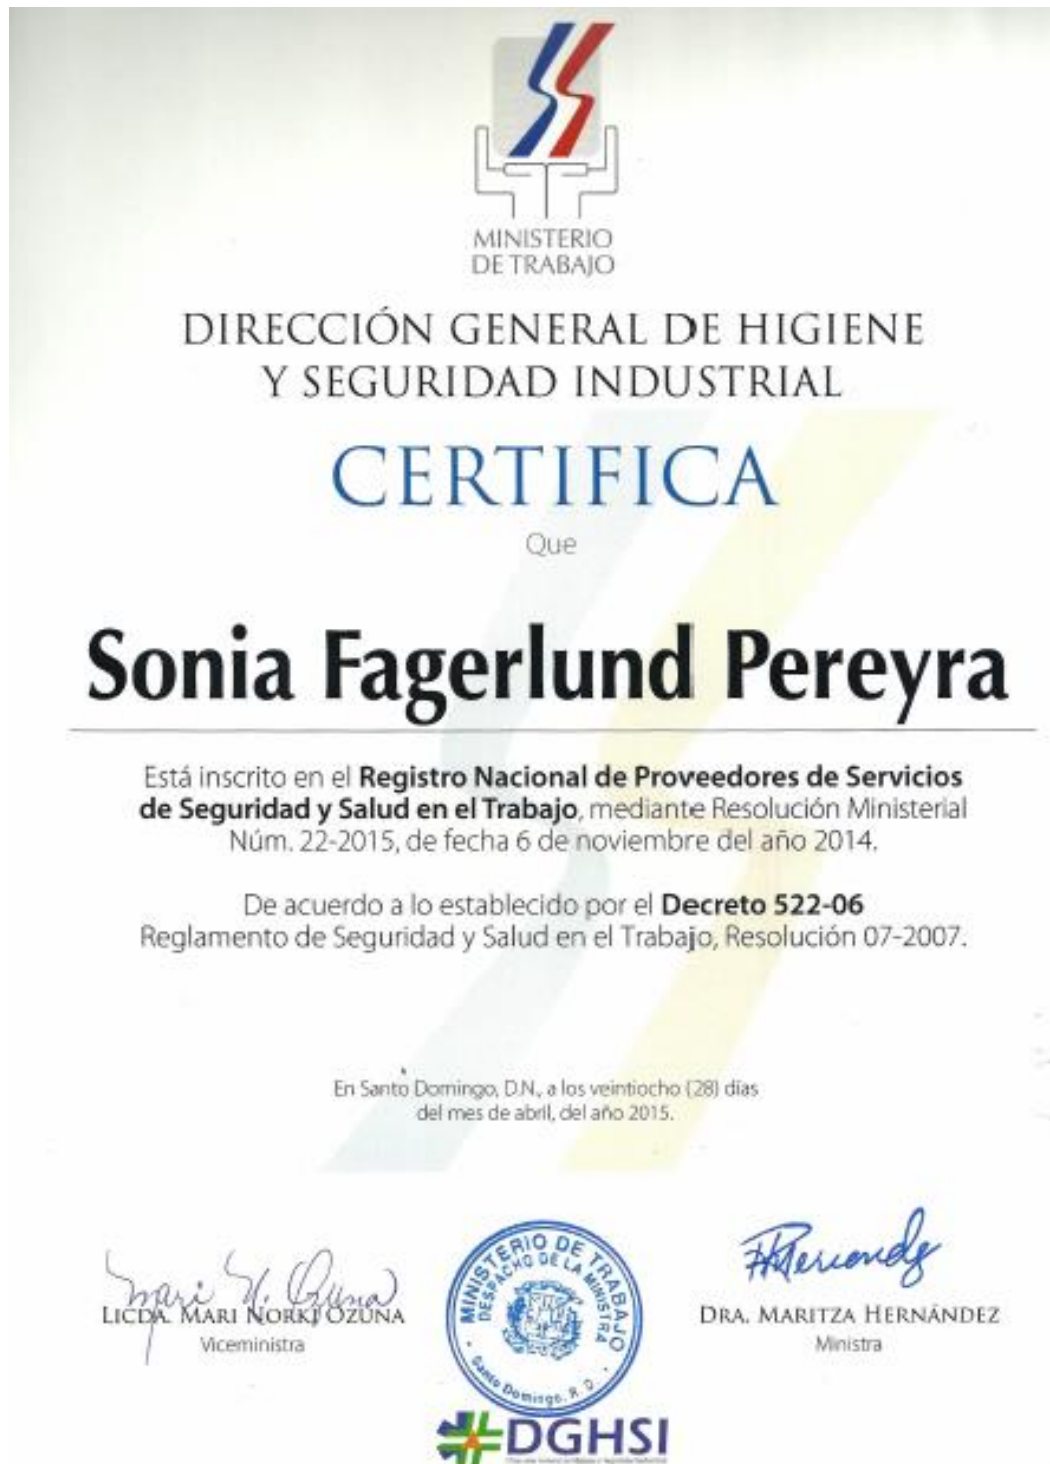 MINISTERIO
DE TRABAJO
DIRECCIÓN GENERAL DE HIGIENE
Y SEGURIDAD INDUSTRIAL
CERTIFICA
Que
Sonia Fagerlund Pereyra
Está inscrito en el Registro Nacional de Proveedores de Servicios
de Seguridad y Salud en el Trabajo, mediante Resolución Ministerial
Núm. 22-2015, de fecha 6 de noviembre del año 2014.
De acuerdo a lo establecido por el Decreto 522-06
Reglamento de Seguridad y Salud en el Trabajo, Resolución 07-2007.
En Santo Domingo, D.N., a los veintiocho (28) días
del mes de abril, del año 2015.
Mari N. Ozuna
LICDA. MARI NORKI OZUNA
Viceministra
MINISTERIO DE TRABAJO
DESPACHO DE LA MINISTRA
Santo Domingo, R. D.
DRA. MARITZA HERNÁNDEZ
Ministra
DGHSI